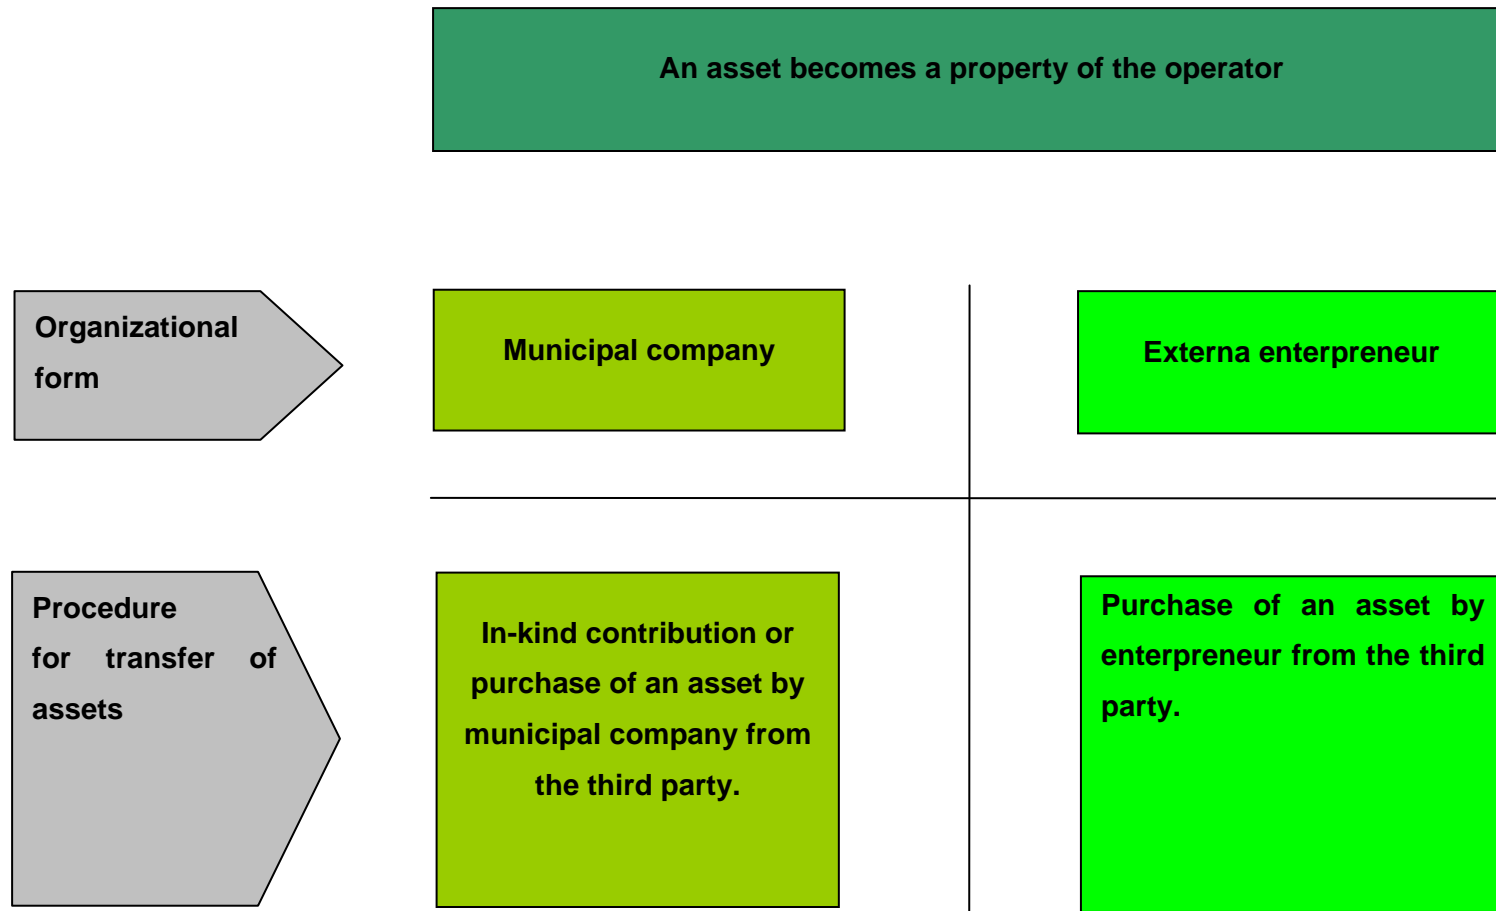 An asset becomes a property of the operator
Organizational
form
Municipal company
Externa enterpreneur
Procedure
for transfer of
assets
In-kind contribution or
purchase of an asset by
municipal company from
the third party.
Purchase of an asset by
enterpreneur from the third
party.